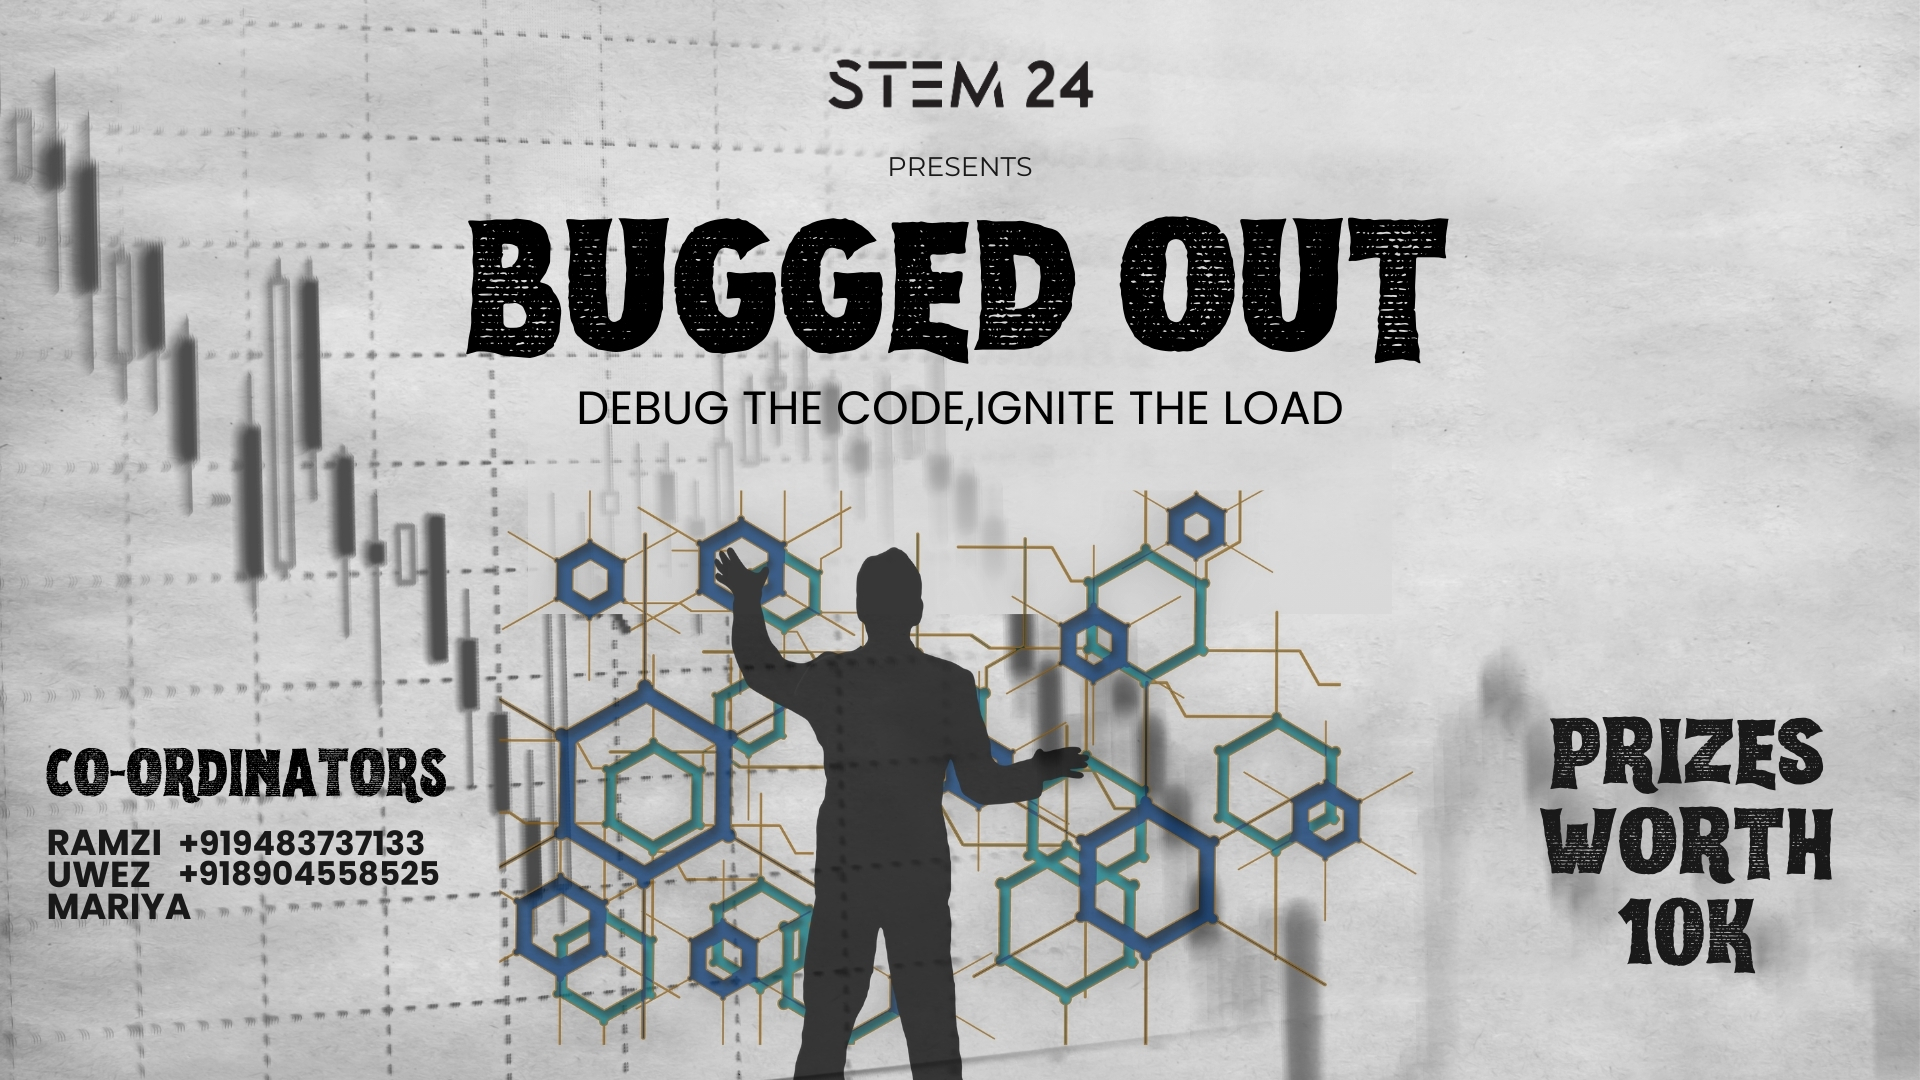 STEM 24
PRESENTS
BUGGED OUT
DEBUG THE CODE,IGNITE THE LOAD
CO-ORDINATORS
RAMZI +919483737133
UWEZ +918904558525
MARIYA
PRIZES
WORTH
10K